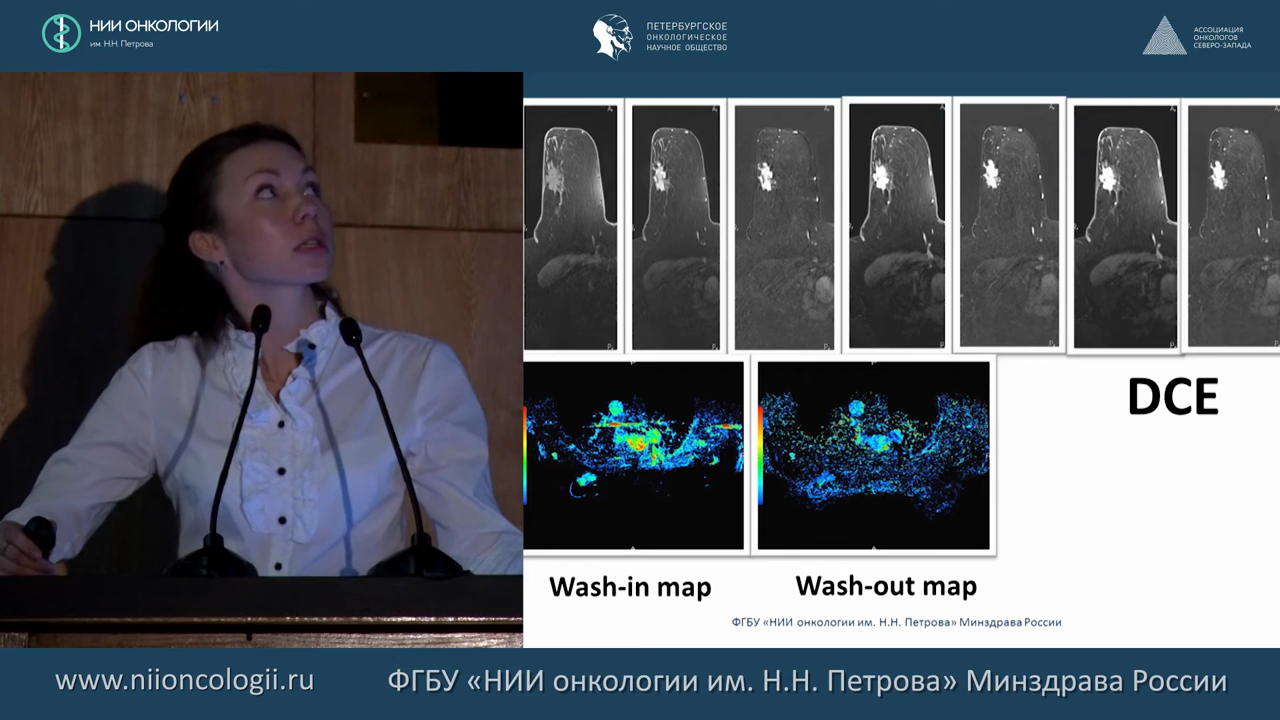 НИИ ОНКОЛОГИИ
им. Н.Н. Петрова
ПЕТЕРБУРГСКОЕ
ОНКОЛОГИЧЕСКОЕ
НАУЧНОЕ ОБЩЕСТВО
АССОЦИАЦИЯ
ОНКОЛОГОВ
СЕВЕРО-ЗАПАДА
DCE
Wash-in map
Wash-out map
ФГБУ «НИИ онкологии им. Н.Н. Петрова» Минздрава России
www.niioncologii.ru
ФГБУ «НИИ онкологии им. Н.Н. Петрова» Минздрава России